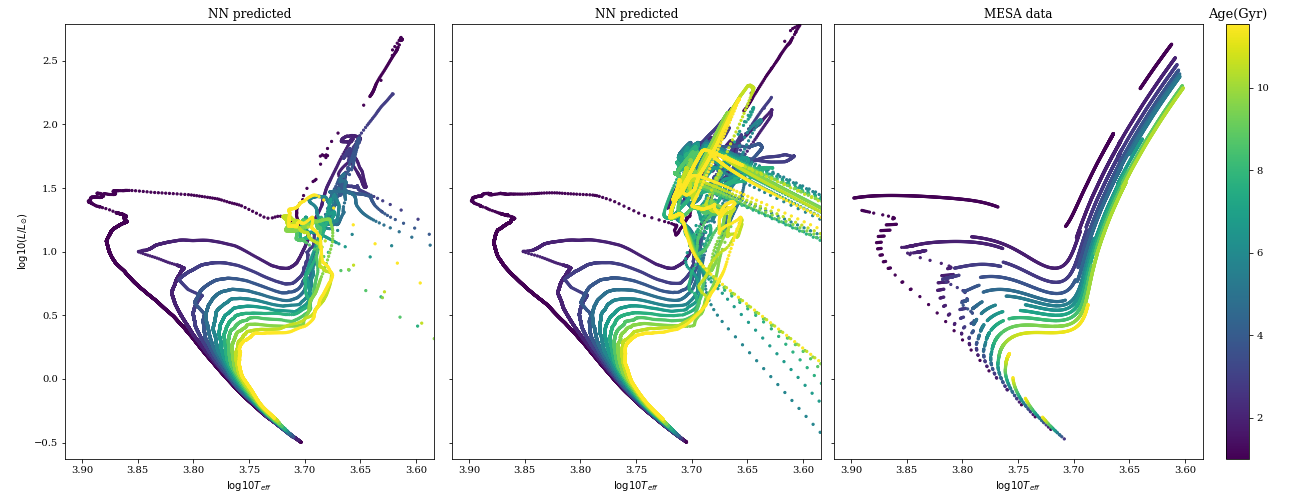 NN predicted
NN predicted
MESA data
Age(Gyr)
log10(L/L⊙)
2.5
2.0
1.5
1.0
0.5
0.0
−0.5
3.90 3.85 3.80 3.75 3.70 3.65 3.60
3.90 3.85 3.80 3.75 3.70 3.65 3.60
3.90 3.85 3.80 3.75 3.70 3.65 3.60
log10Teff
log10Teff
log10Teff
10
8
6
4
2